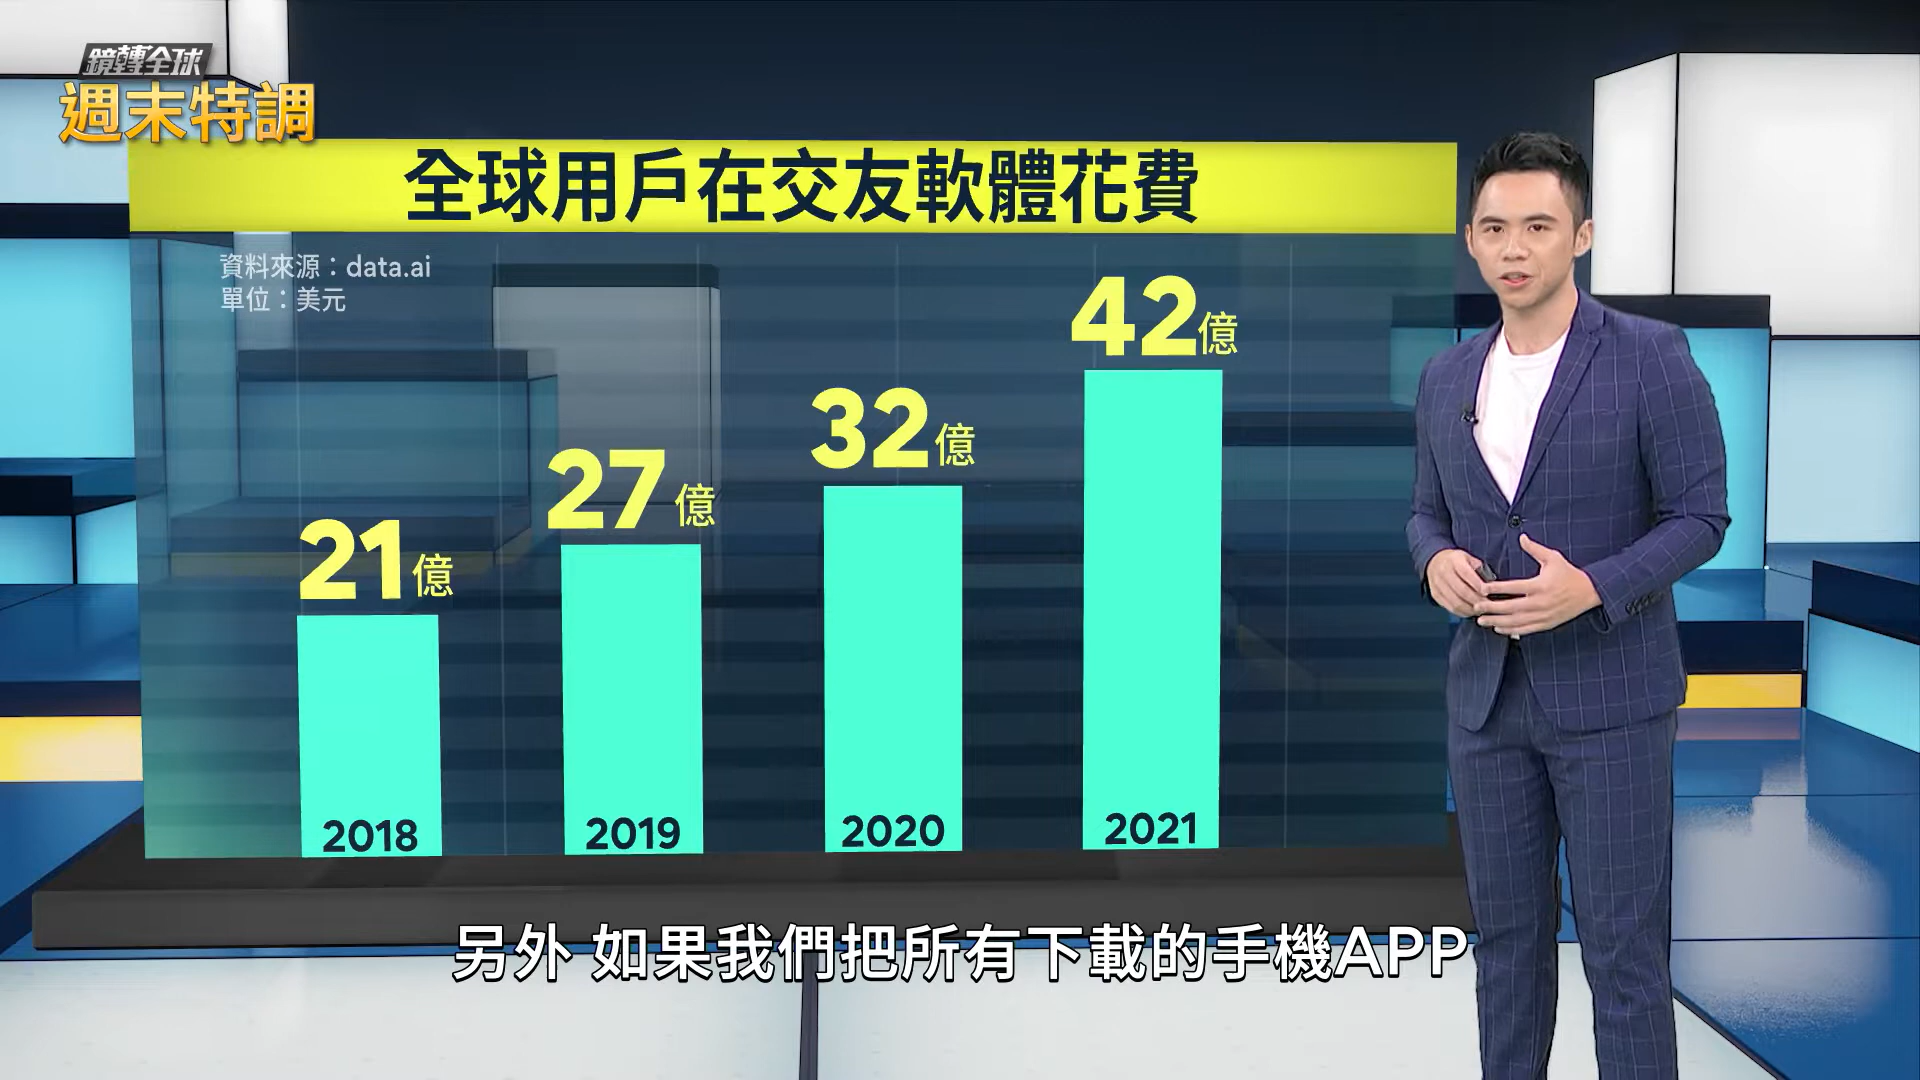 鏡轉全球
週末特調
全球用戶在交友軟體花費
資料來源：data.ai
單位：美元
21億
27億
32億
42億
2018
2019
2020
2021
另外 如果我們把所有下載的手機APP